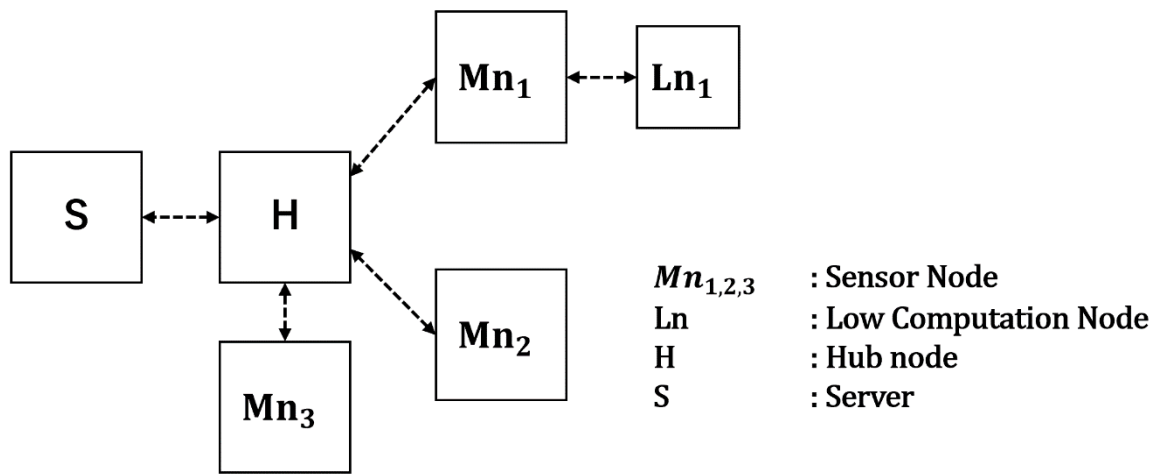 Mn₁
Ln₁
S
H
Mn₂
Mn₃
Mn₁,₂,₃ : Sensor Node
Ln : Low Computation Node
H : Hub node
S : Server